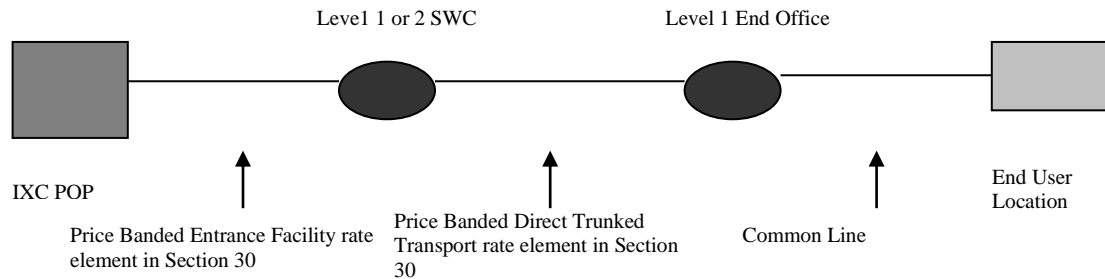 Level 1 or 2 SWC
Level 1 End Office
IXC POP
End User
Location
Price Banded Entrance Facility rate
element in Section 30
Price Banded Direct Trunked
Transport rate element in Section
30
Common Line